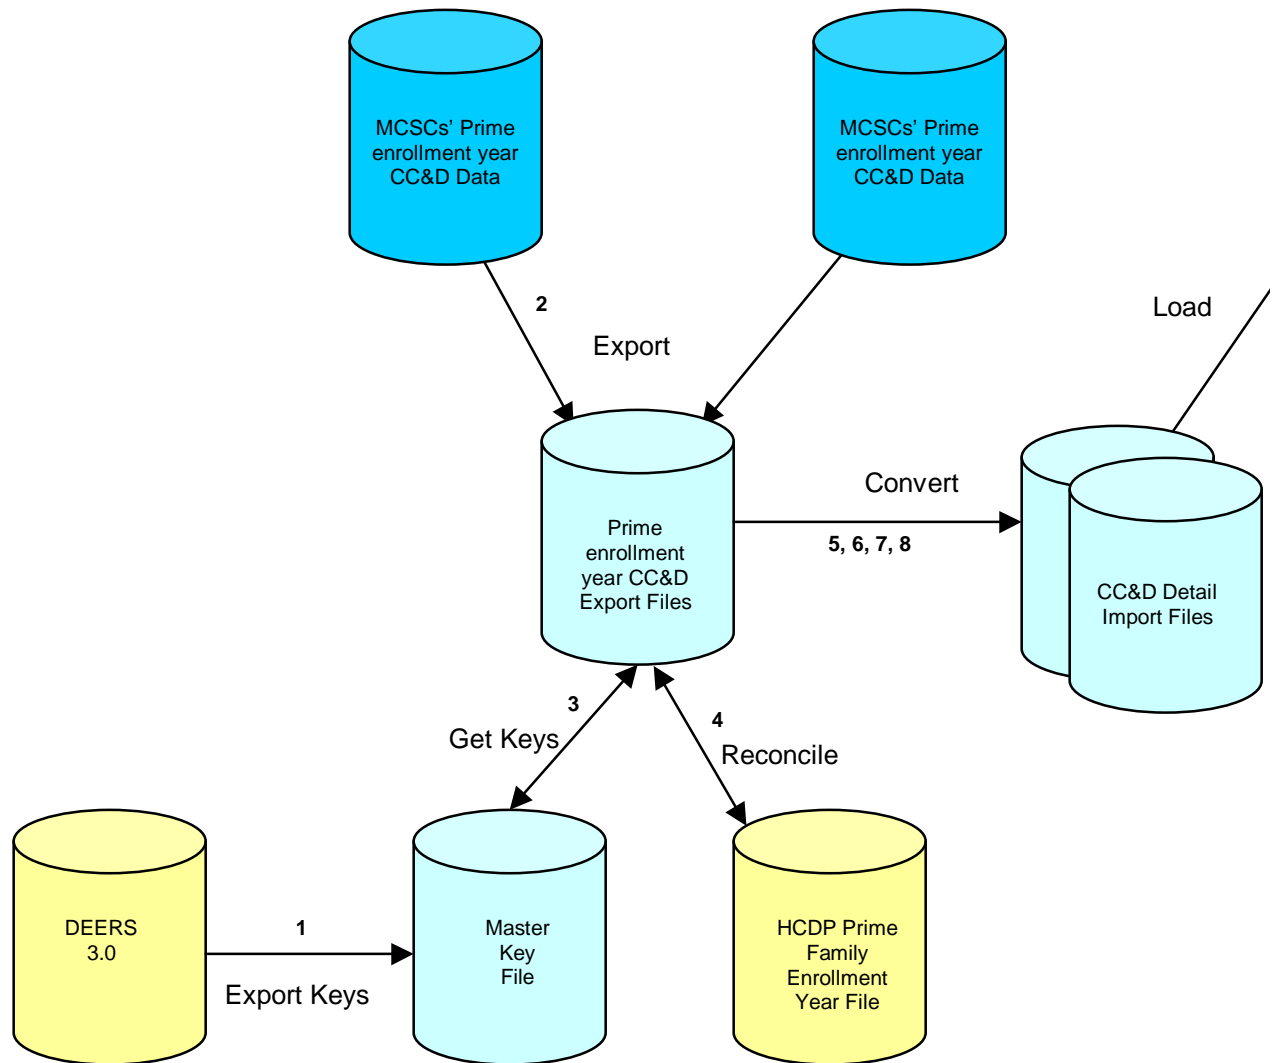 MCSCs’ Prime
enrollment year
CC&D Data
MCSCs’ Prime
enrollment year
CC&D Data
2
Export
Load
Convert
5, 6, 7, 8
Prime
enrollment
year CC&D
Export Files
CC&D Detail
Import Files
3
Get Keys
4
Reconcile
DEERS
3.0
1
Export Keys
Master
Key
File
HCDP Prime
Family
Enrollment
Year File